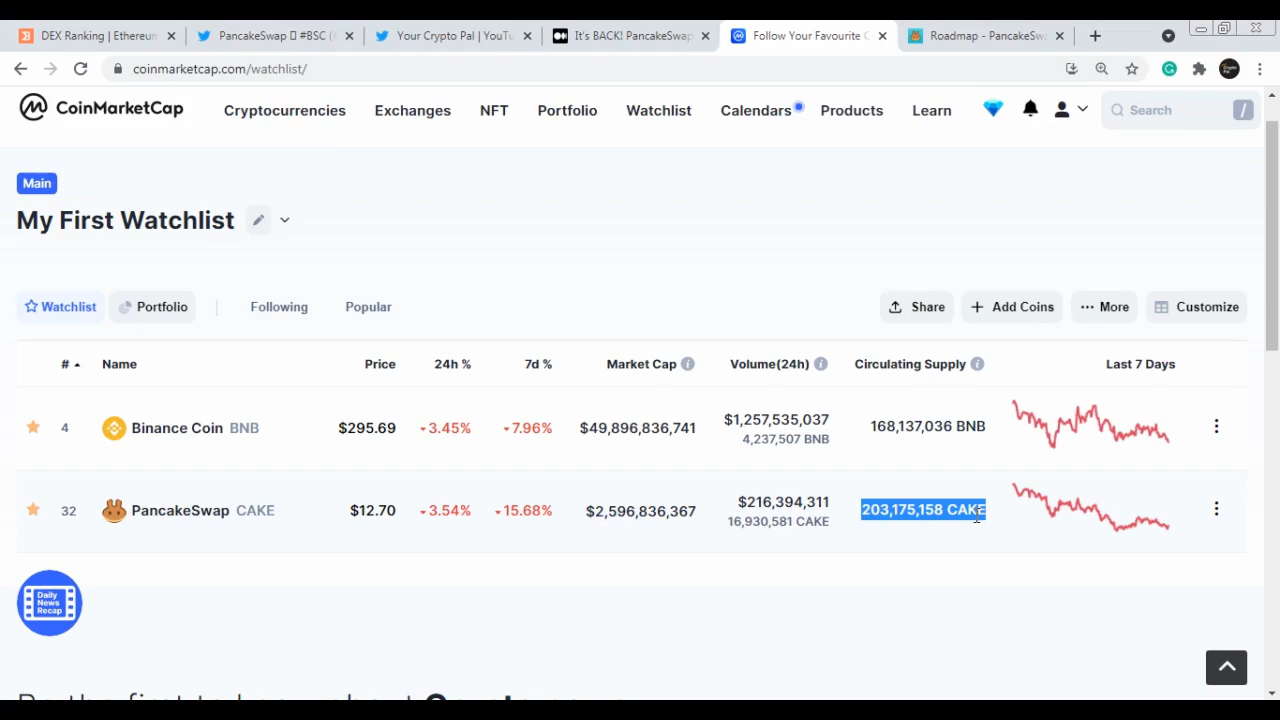 DEX Ranking | Ethereum
PancakeSwap #BSC (
Your Crypto Pal | YouTu
It's BACK! PancakeSwap
Follow Your Favourite C
Roadmap - PancakeSwa
coinmarketcap.com/watchlist/
CoinMarketCap
Cryptocurrencies
Exchanges
NFT
Portfolio
Watchlist
Calendars
Products
Learn
Search
/
Main
My First Watchlist
Watchlist
Portfolio
Following
Popular
Share
+ Add Coins
More
Customize
# Name Price 24h % 7d % Market Cap Volume(24h) Circulating Supply Last 7 Days
4 Binance Coin BNB $295.69 3.45% 7.96% $49,896,836,741 $1,257,535,037 168,137,036 BNB
4,237,507 BNB
32 PancakeSwap CAKE $12.70 3.54% 15.68% $2,596,836,367 $216,394,311 203,175,158 CAKE
16,930,581 CAKE
Daily
News
Recap